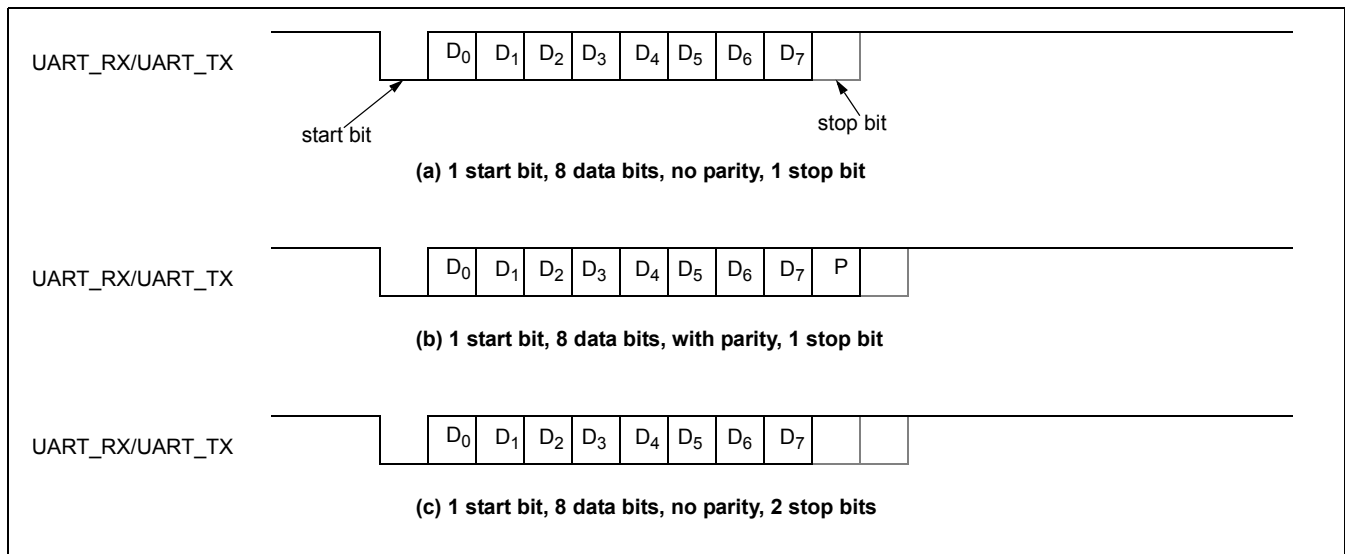 UART_RX/UART_TX
D0 D1 D2 D3 D4 D5 D6 D7
start bit
stop bit
(a) 1 start bit, 8 data bits, no parity, 1 stop bit
UART_RX/UART_TX
D0 D1 D2 D3 D4 D5 D6 D7 P
(b) 1 start bit, 8 data bits, with parity, 1 stop bit
UART_RX/UART_TX
D0 D1 D2 D3 D4 D5 D6 D7
(c) 1 start bit, 8 data bits, no parity, 2 stop bits